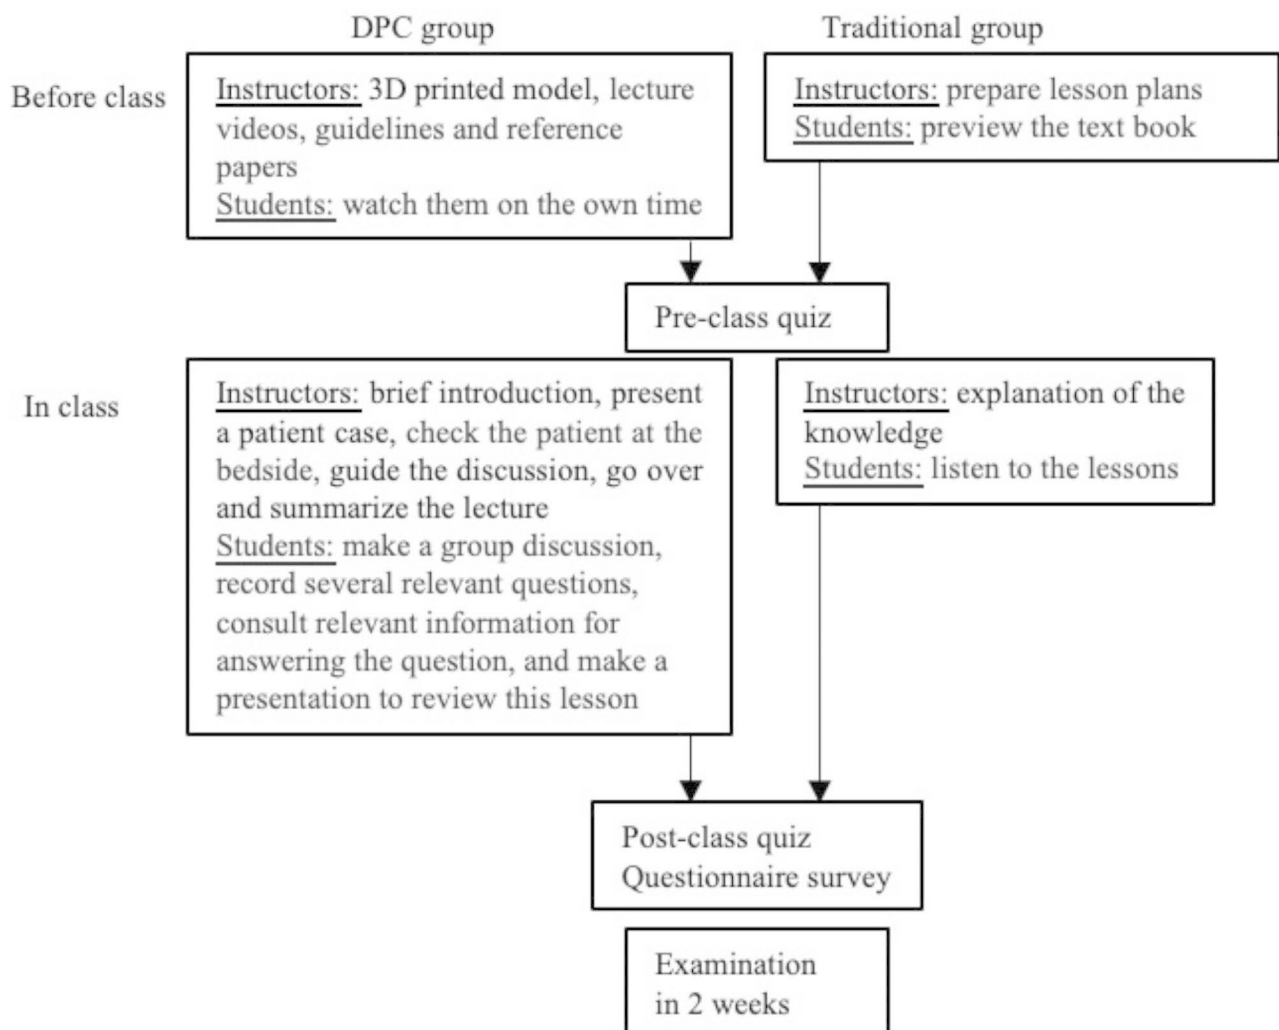 DPC group
Traditional group
Before class
Instructors: 3D printed model, lecture
videos, guidelines and reference
papers
Students: watch them on the own time
Instructors: prepare lesson plans
Students: preview the text book
Pre-class quiz
In class
Instructors: brief introduction, present
a patient case, check the patient at the
bedside, guide the discussion, go over
and summarize the lecture
Students: make a group discussion,
record several relevant questions,
consult relevant information for
answering the question, and make a
presentation to review this lesson
Instructors: explanation of the
knowledge
Students: listen to the lessons
Post-class quiz
Questionnaire survey
Examination
in 2 weeks